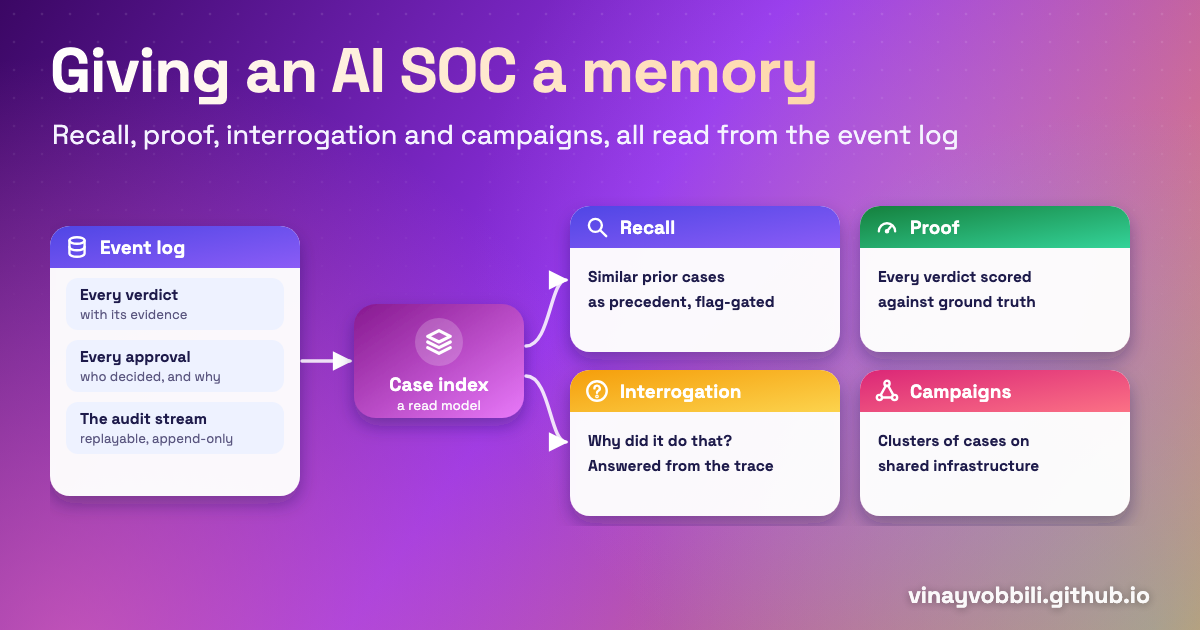 Giving an AI SOC a memory
Recall, proof, interrogation and campaigns, all read from the event log
Event log
Every verdict
with its evidence
Every approval
who decided, and why
The audit stream
replayable, append-only
Case index
a read model
Recall
Similar prior cases
as precedent, flag-gated
Proof
Every verdict scored
against ground truth
Interrogation
Why did it do that?
Answered from the trace
Campaigns
Clusters of cases on
shared infrastructure
vinayvobbili.github.io